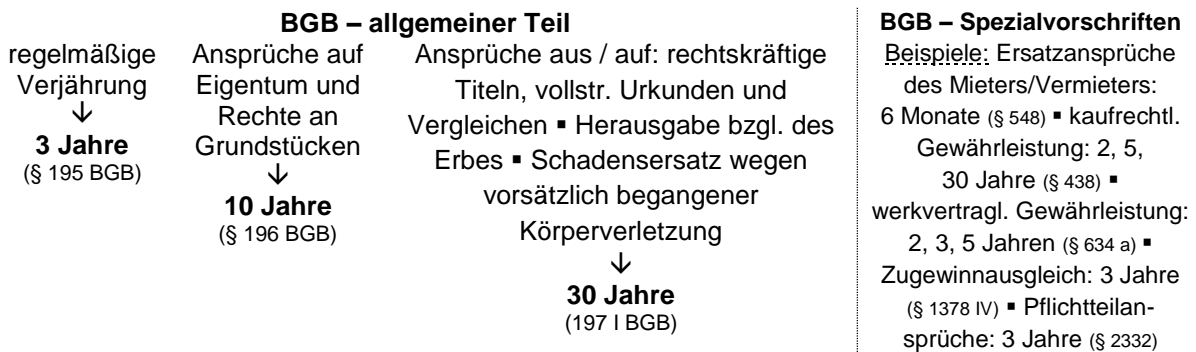 BGB – allgemeiner Teil
regelmäßige
Verjährung
↓
3 Jahre
(§ 195 BGB)
Ansprüche auf
Eigentum und
Rechte an
Grundstücken
↓
10 Jahre
(§ 196 BGB)
Ansprüche aus / auf: rechtskräftige
Titeln, vollstr. Urkunden und
Vergleichen ▪ Herausgabe bzgl. des
Erbes ▪ Schadensersatz wegen
vorsätzlich begangener
Körperverletzung
↓
30 Jahre
(197 I BGB)
BGB – Spezialvorschriften
Beispiele: Ersatzansprüche
des Mieters/Vermieters:
6 Monate (§ 548) ▪ kaufrechtl.
Gewährleistung: 2, 5,
30 Jahre (§ 438) ▪
werkvertragl. Gewährleistung:
2, 3, 5 Jahren (§ 634 a) ▪
Zugewinnausgleich: 3 Jahre
(§ 1378 IV) ▪ Pflichtteilan-
sprüche: 3 Jahre (§ 2332)